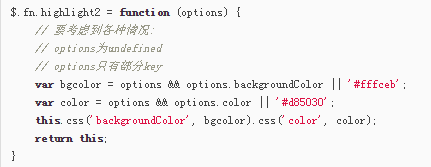 $.fn.highlight2 = function (options) {
    // 要考虑到各种情况:
    // options为undefined
    // options只有部分key
    var bgcolor = options && options.backgroundColor || '#fffceb';
    var color = options && options.color || '#d85030';
    this.css('backgroundColor', bgcolor).css('color', color);
    return this;
}